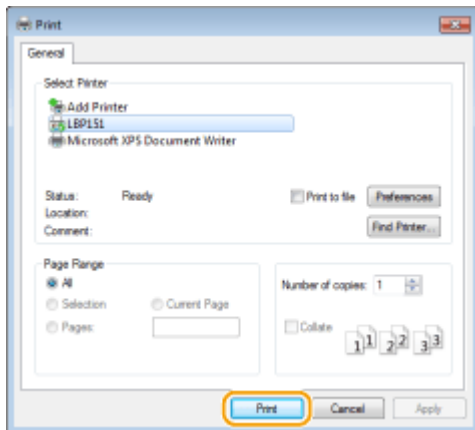 Print
General
Select Printer
Add Printer
LBP151
Microsoft XPS Document Writer
Status: Ready
Print to file
Preferences
Location:
Comment:
Find Printer...
Page Range
All
Selection
Current Page
Pages:
Number of copies: 1
Collate
1 1 2 2 3 3
Print
Cancel
Apply